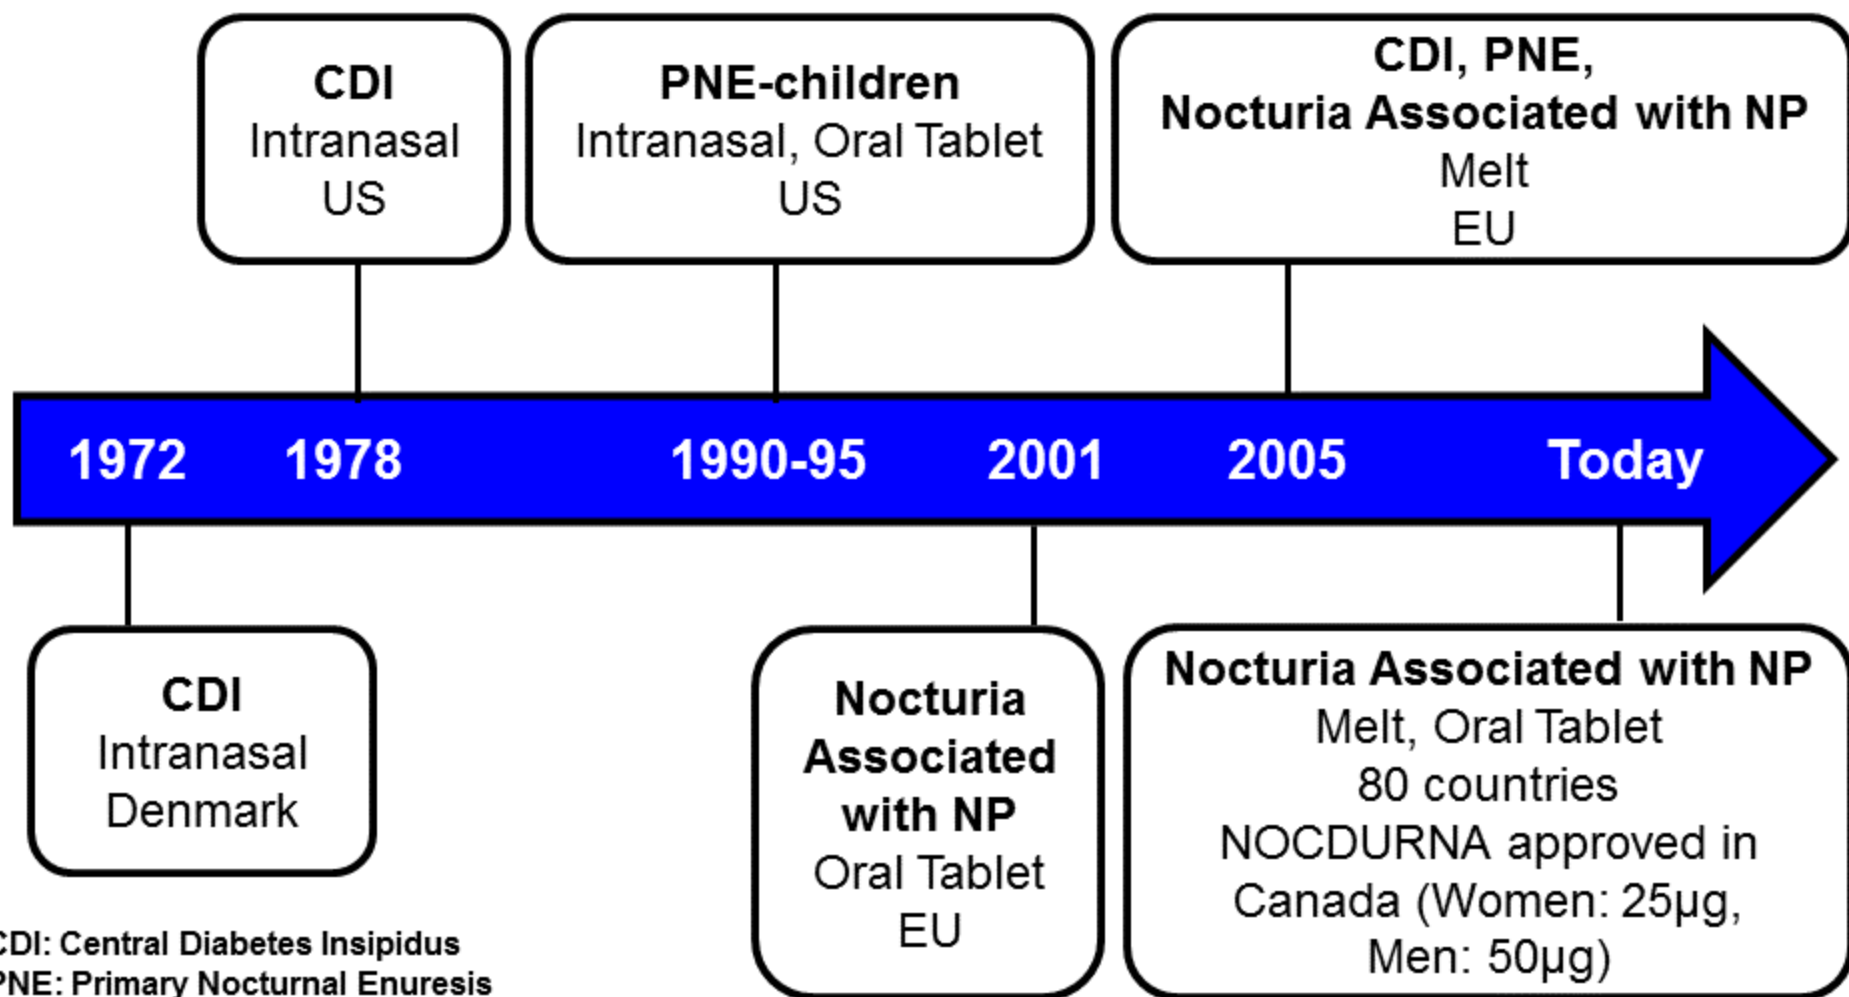 CDI
Intranasal
US
PNE-children
Intranasal, Oral Tablet
US
CDI, PNE,
Nocturia Associated with NP
Melt
EU
1972
1978
1990-95
2001
2005
Today
CDI
Intranasal
Denmark
Nocturia
Associated
with NP
Oral Tablet
EU
Nocturia Associated with NP
Melt, Oral Tablet
80 countries
NOCDURNA approved in
Canada (Women: 25µg,
Men: 50µg)
CDI: Central Diabetes Insipidus
PNE: Primary Nocturnal Enuresis